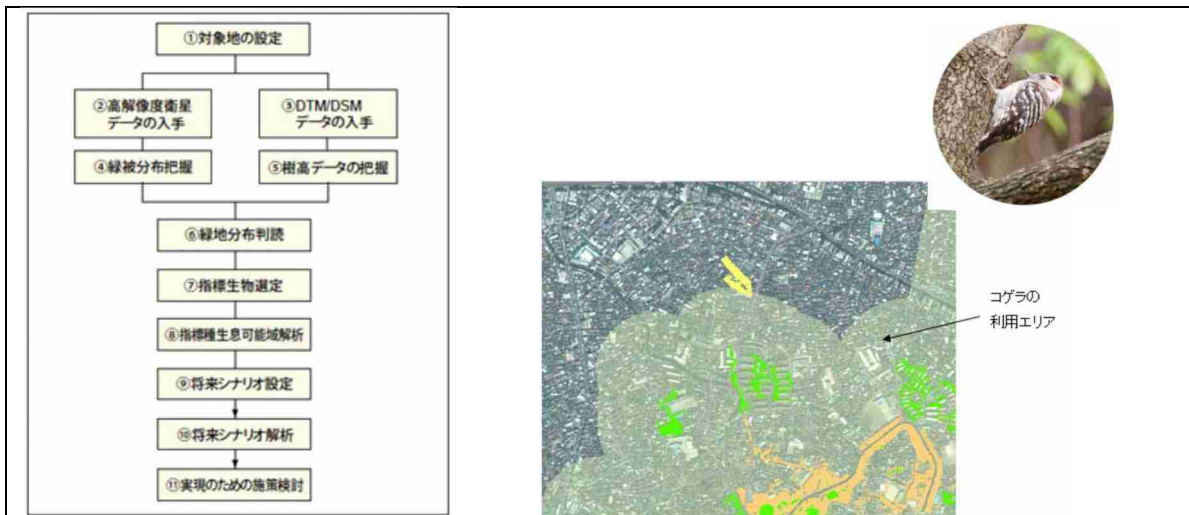 ①対象地の設定
②高解像度衛星
データの入手
③DTM/DSM
データの入手
④緑被分布把握
⑤樹高データの把握
⑥緑地分布判読
⑦指標生物選定
⑧指標種生息可能域解析
⑨将来シナリオ設定
⑩将来シナリオ解析
⑪実現のための施策検討
コゲラの
利用エリア